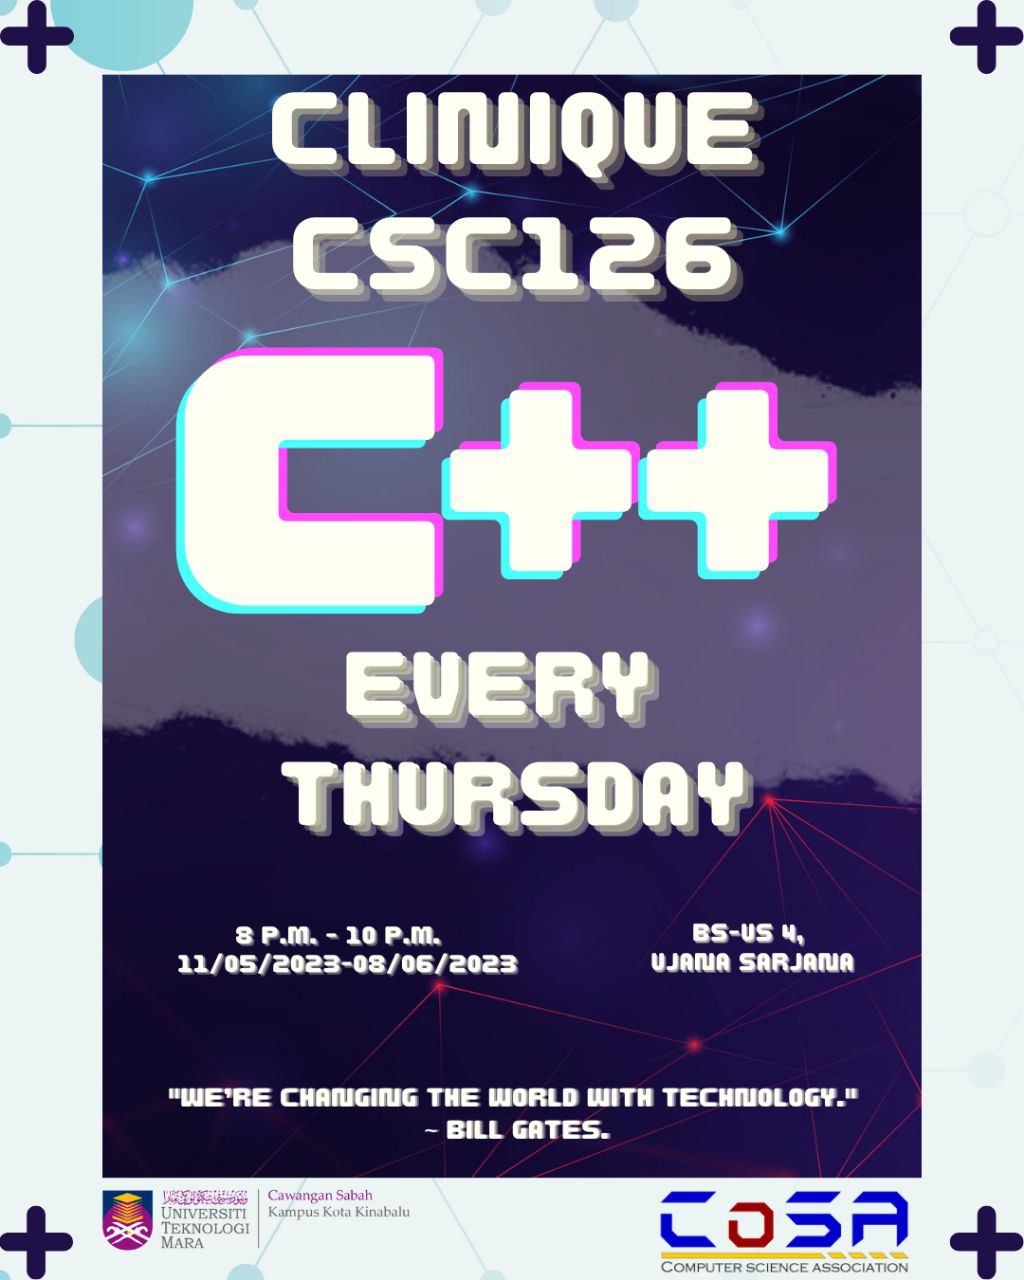 CLINIQUE
CSC126
C++
EVERY
THURSDAY
8 P.M. - 10 P.M.
11/05/2023-08/06/2023
BS-US 4,
UJANA SARJANA
"WE'RE CHANGING THE WORLD WITH TECHNOLOGY."
~ BILL GATES.
UNIVERSITI
TEKNOLOGI
MARA
Cawangan Sabah
Kampus Kota Kinabalu
CoSA
COMPUTER SCIENCE ASSOCIATION